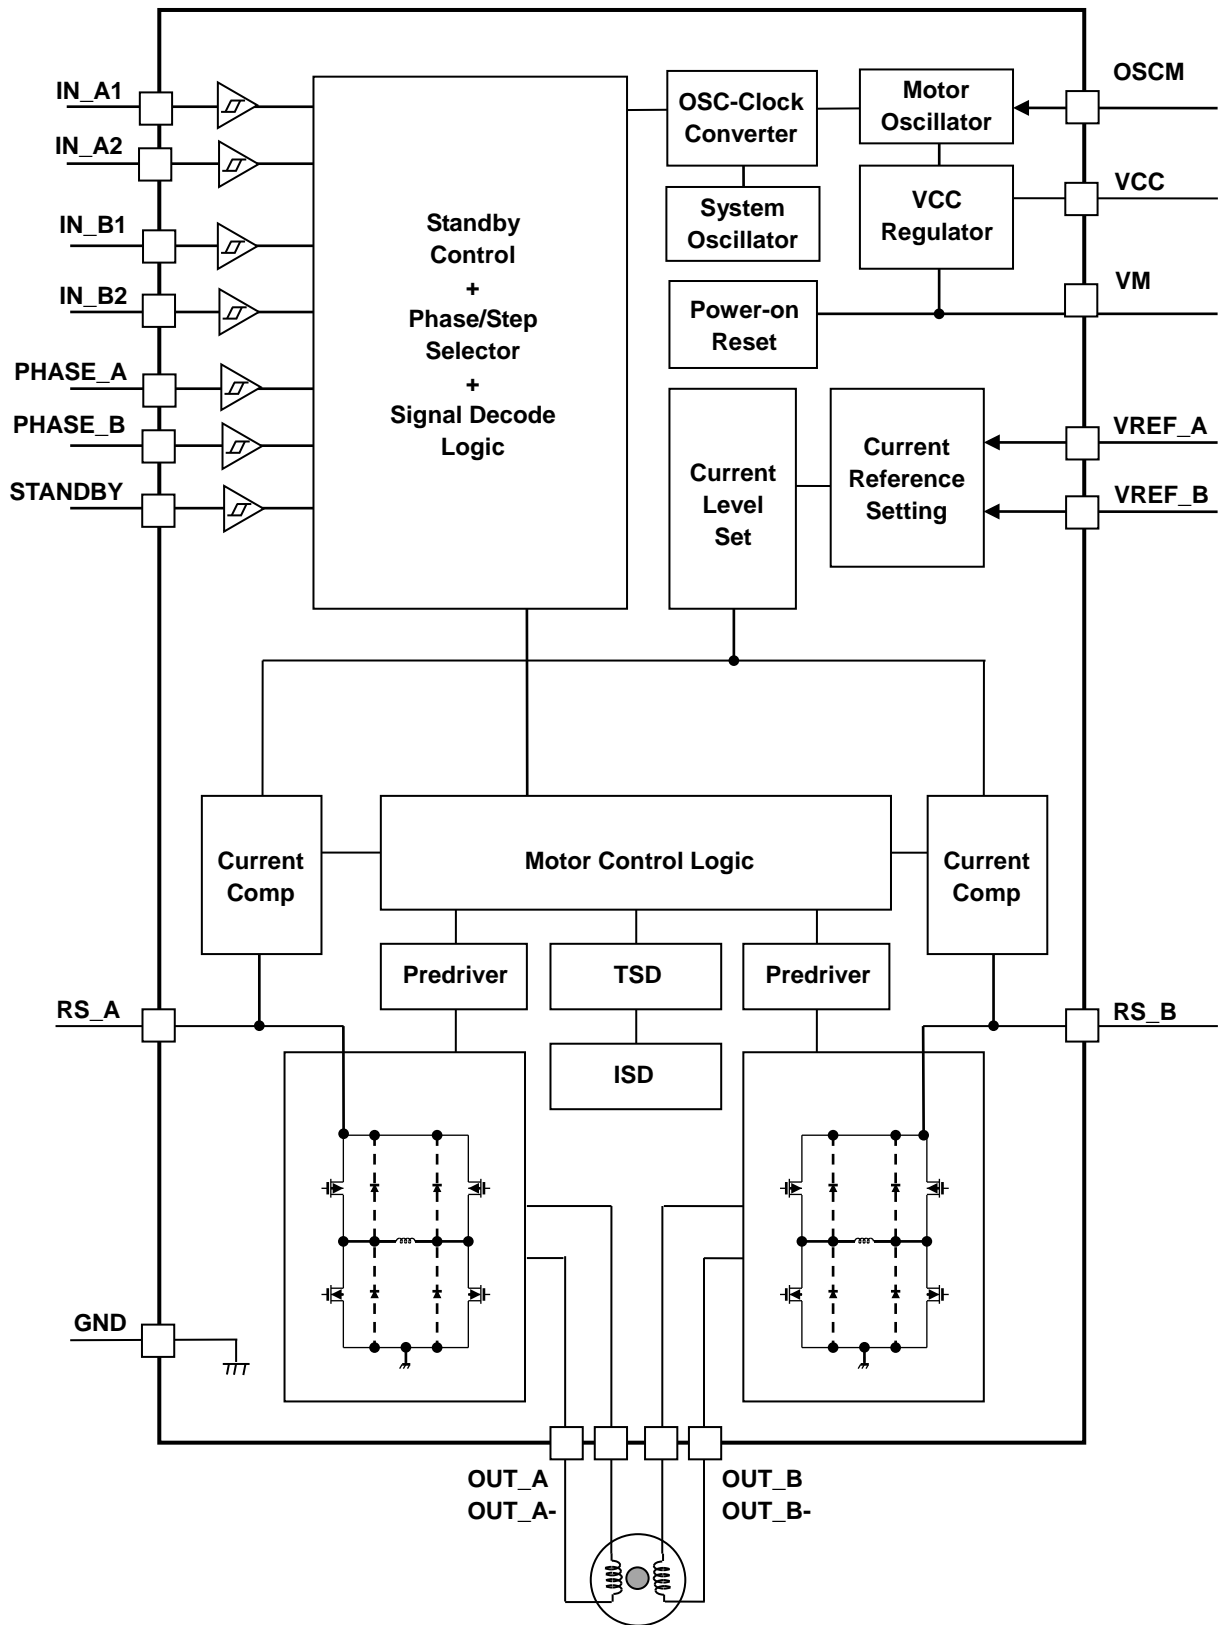 IN_A1
IN_A2
IN_B1
IN_B2
PHASE_A
PHASE_B
STANDBY
Standby
Control
+
Phase/Step
Selector
+
Signal Decode
Logic
OSC-Clock
Converter
Motor
Oscillator
OSCM
System
Oscillator
VCC
Regulator
VCC
Power-on
Reset
VM
Current
Level
Set
Current
Reference
Setting
VREF_A
VREF_B
Current
Comp
Motor Control Logic
Current
Comp
Predriver
TSD
Predriver
RS_A
RS_B
ISD
GND
OUT_A
OUT_A-
OUT_B
OUT_B-